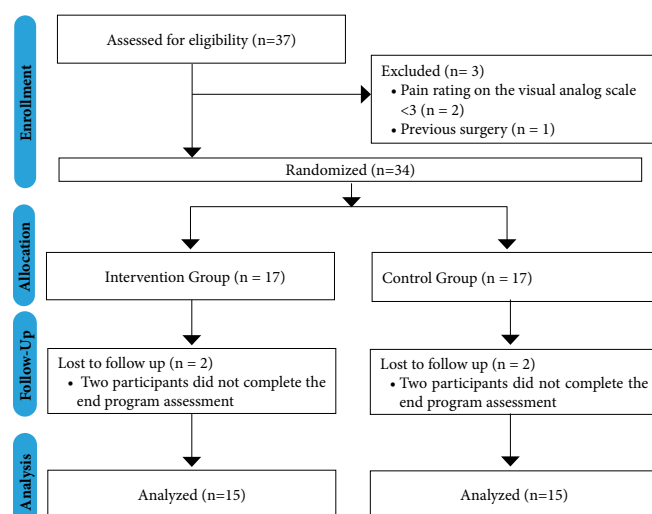 Enrollment
Assessed for eligibility (n=37)
Excluded (n= 3)
• Pain rating on the visual analog scale
<3 (n = 2)
• Previous surgery (n = 1)
Randomized (n=34)
Allocation
Intervention Group (n = 17)
Control Group (n = 17)
Follow-Up
Lost to follow up (n = 2)
• Two participants did not complete the
end program assessment
Lost to follow up (n = 2)
• Two participants did not complete the
end program assessment
Analysis
Analyzed (n=15)
Analyzed (n=15)